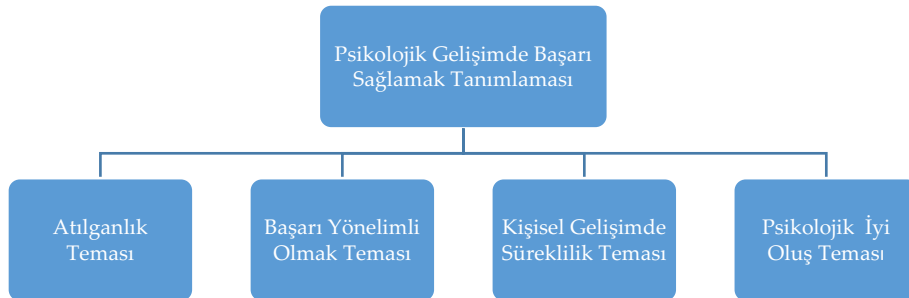 Psikolojik Gelişimde Başarı
Sağlamak Tanımlaması
Atılganlık
Teması
Başarı Yönelimli
Olmak Teması
Kişisel Gelişimde
Süreklilik Teması
Psikolojik İyi
Oluş Teması